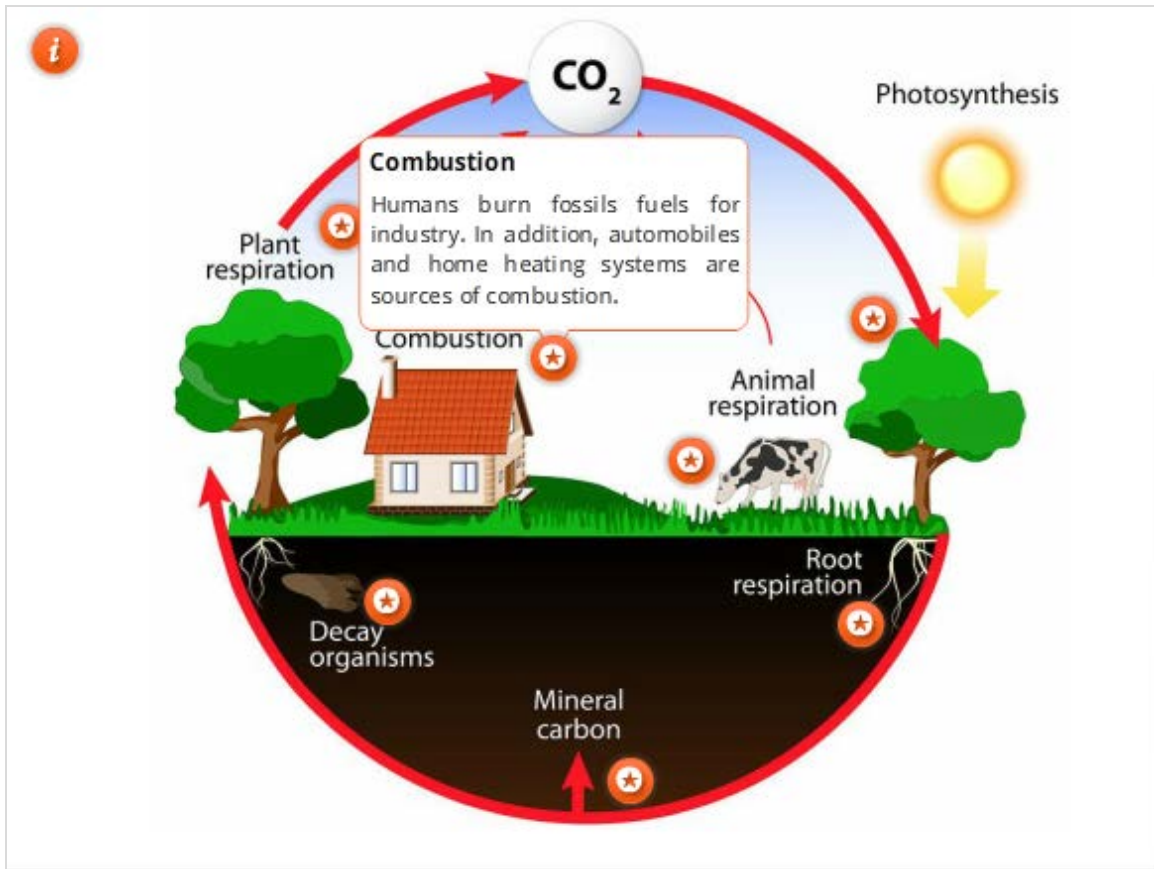 i
CO₂
Photosynthesis
Combustion
Humans burn fossils fuels for
industry. In addition, automobiles
and home heating systems are
sources of combustion.
Plant
respiration
Combustion
Animal
respiration
Root
respiration
Decay
organisms
Mineral
carbon